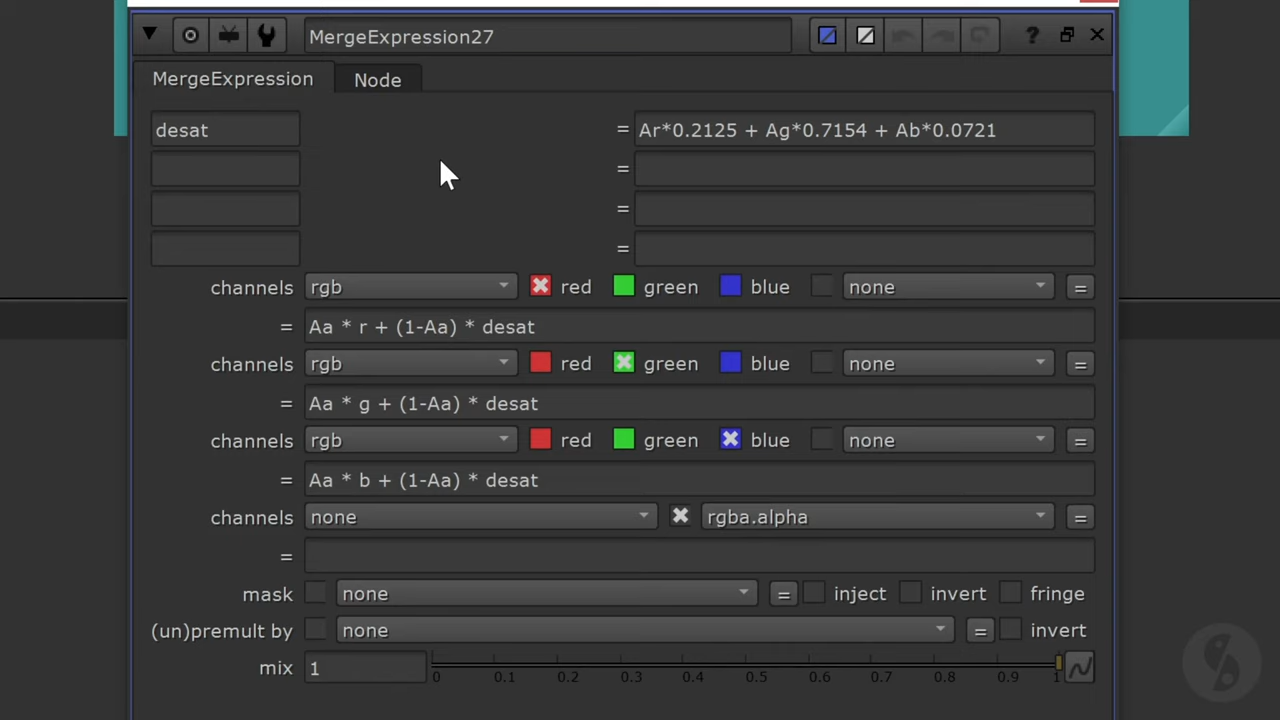 MergeExpression27 ?
MergeExpression Node
desat = Ar*0.2125 + Ag*0.7154 + Ab*0.0721
=
=
=
channels rgb red green blue none =
= Aa * r + (1-Aa) * desat
channels rgb red green blue none =
= Aa * g + (1-Aa) * desat
channels rgb red green blue none =
= Aa * b + (1-Aa) * desat
channels none rgba.alpha =
=
mask none = inject invert fringe
(un)premult by none = invert
mix 1
0 0.1 0.2 0.3 0.4 0.5 0.6 0.7 0.8 0.9 1